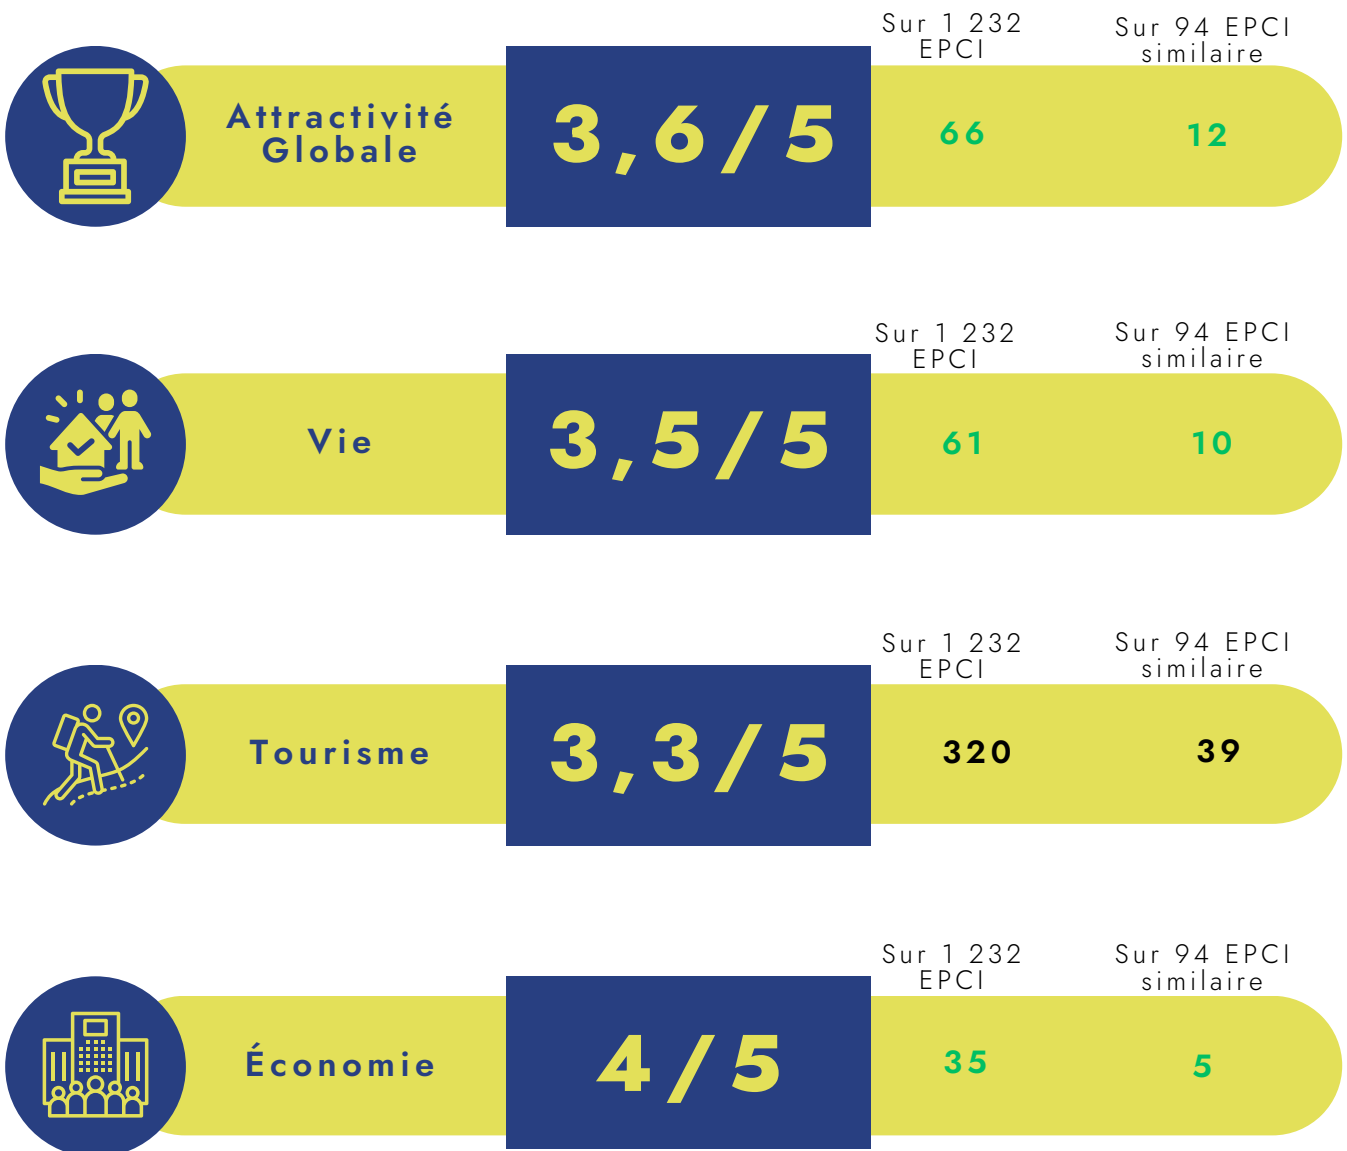 Sur 1 232
EPCI
Sur 94 EPCI
similaire
Attractivité
Globale
3,6/5
66
12
Sur 1 232
EPCI
Sur 94 EPCI
similaire
Vie
3,5/5
61
10
Sur 1 232
EPCI
Sur 94 EPCI
similaire
Tourisme
3,3/5
320
39
Sur 1 232
EPCI
Sur 94 EPCI
similaire
Économie
4/5
35
5